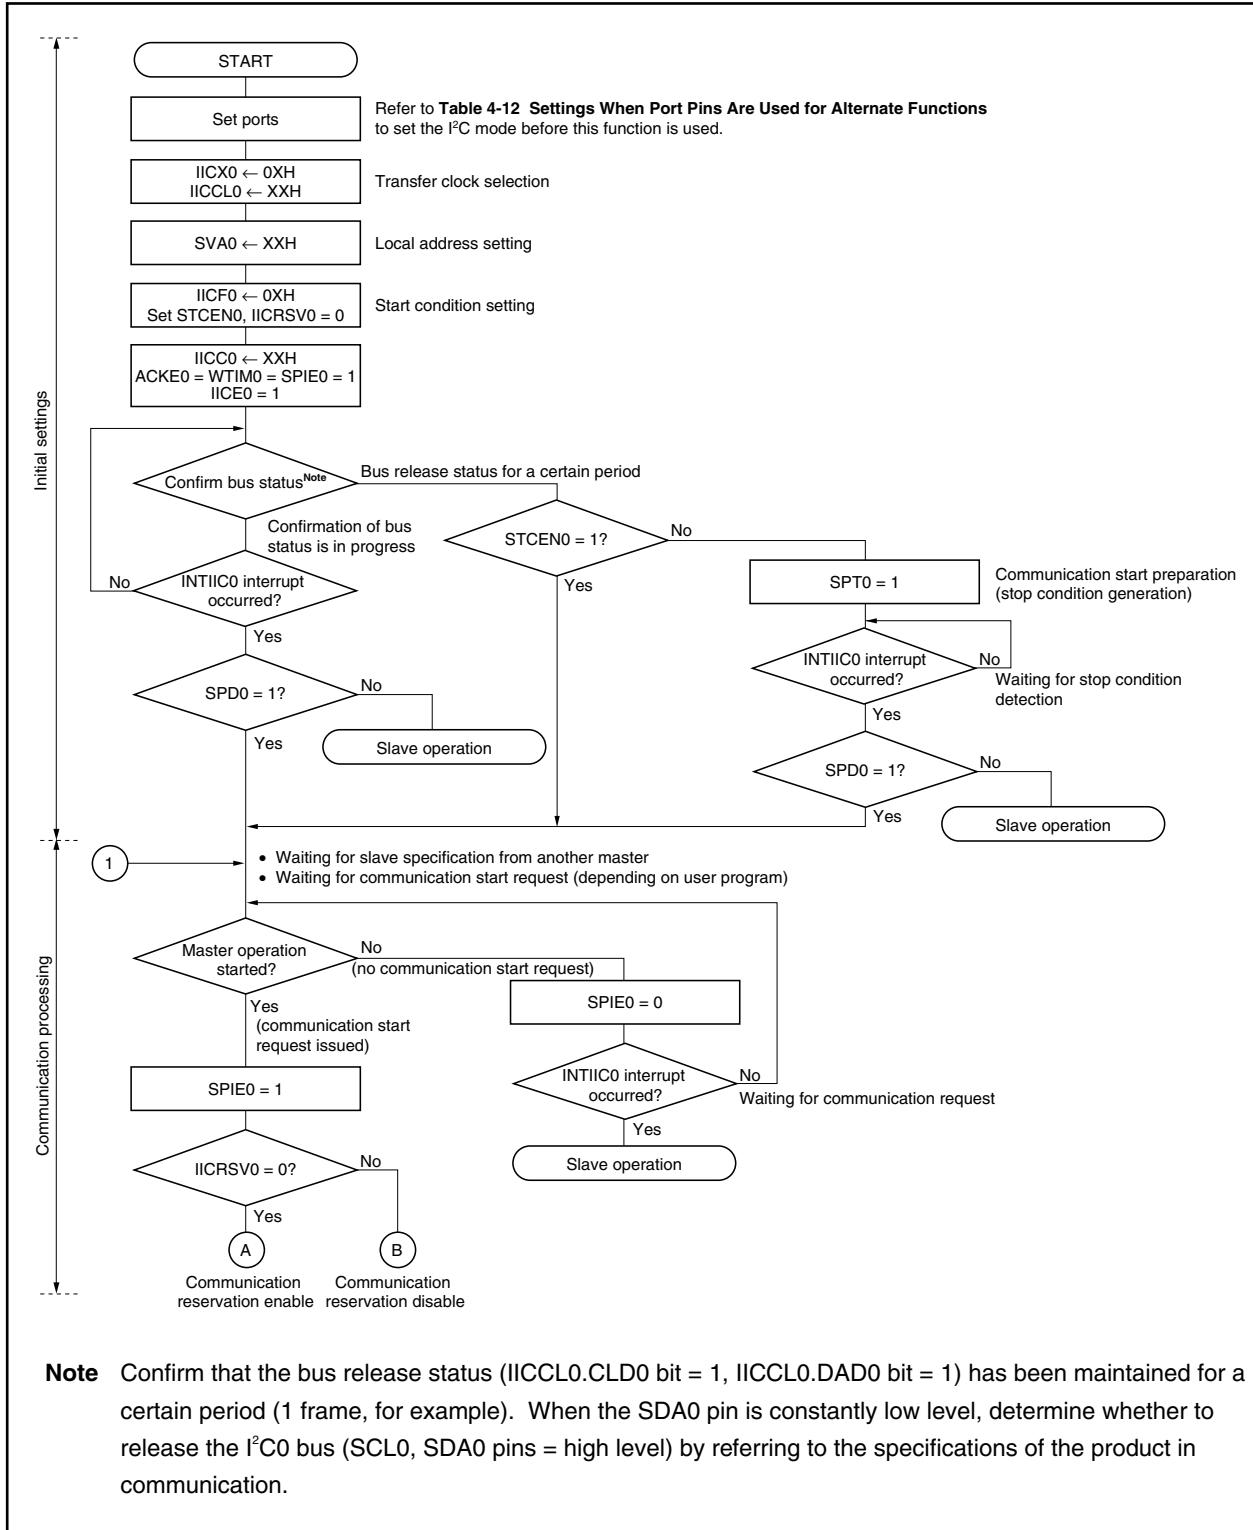 START
Set ports
Refer to Table 4-12 Settings When Port Pins Are Used for Alternate Functions
to set the I²C mode before this function is used.
IICX0 ← 0XH
IICCL0 ← XXH
Transfer clock selection
SVA0 ← XXH
Local address setting
IICF0 ← 0XH
Set STCEN0, IICRSV0 = 0
Start condition setting
IICC0 ← XXH
ACKE0 = WTIM0 = SPIE0 = 1
IICE0 = 1
Initial settings
Confirm bus status^Note
Bus release status for a certain period
Confirmation of bus
status is in progress
STCEN0 = 1?
No
Yes
No
INTIIC0 interrupt
occurred?
Yes
SPT0 = 1
Communication start preparation
(stop condition generation)
INTIIC0 interrupt
occurred?
No
Waiting for stop condition
detection
Yes
SPD0 = 1?
No
Slave operation
Yes
SPD0 = 1?
No
Slave operation
Yes
1
• Waiting for slave specification from another master
• Waiting for communication start request (depending on user program)
Communication processing
Master operation
started?
No
(no communication start request)
Yes
(communication start
request issued)
SPIE0 = 0
INTIIC0 interrupt
occurred?
No
Waiting for communication request
Yes
Slave operation
SPIE0 = 1
IICRSV0 = 0?
No
Yes
A
B
Communication
reservation enable
Communication
reservation disable
Note Confirm that the bus release status (IICCL0.CLD0 bit = 1, IICCL0.DAD0 bit = 1) has been maintained for a
certain period (1 frame, for example). When the SDA0 pin is constantly low level, determine whether to
release the I²C0 bus (SCL0, SDA0 pins = high level) by referring to the specifications of the product in
communication.